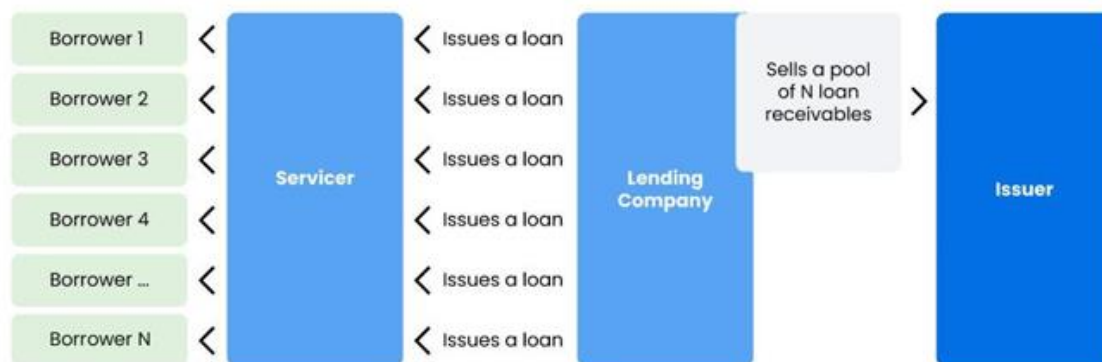 Borrower 1
Issues a loan
Borrower 2
Issues a loan
Borrower 3
Issues a loan
Borrower 4
Issues a loan
Borrower ...
Issues a loan
Borrower N
Issues a loan
Servicer
Lending
Company
Sells a pool
of N loan
receivables
Issuer